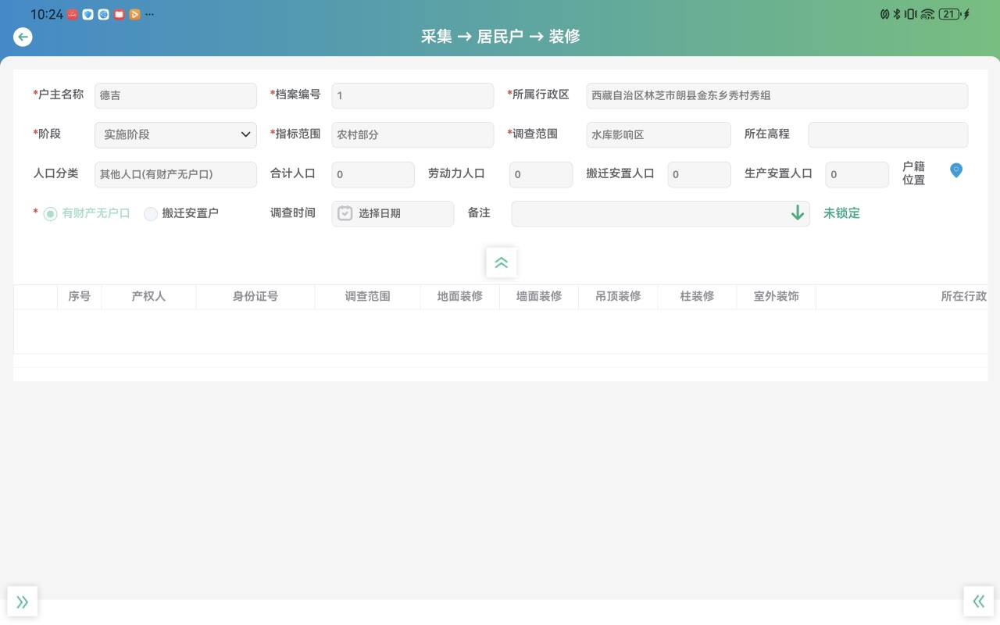 10:24 ··· 21
采集 → 居民户 → 装修
*户主名称 德吉 *档案编号 1 *所属行政区 西藏自治区林芝市朗县金东乡秀村秀组
*阶段 实施阶段 *指标范围 农村部分 *调查范围 水库影响区 所在高程
人口分类 其他人口(有财产无户口) 合计人口 0 劳动力人口 0 搬迁安置人口 0 生产安置人口 0 户籍
位置
* 有财产无户口 搬迁安置户 调查时间 选择日期 备注 未锁定
序号 产权人 身份证号 调查范围 地面装修 墙面装修 吊顶装修 柱装修 室外装饰 所在行政